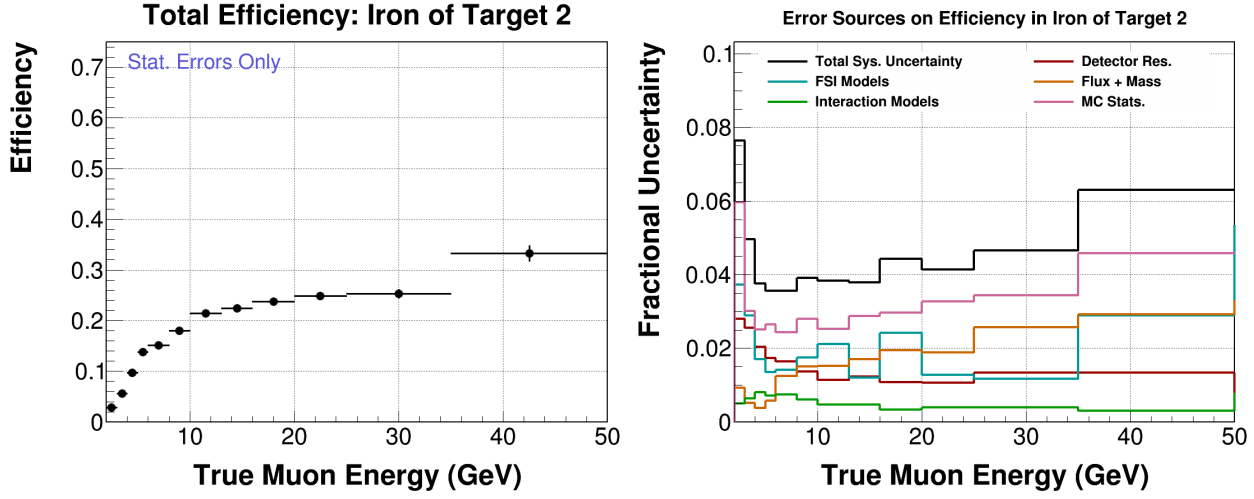 Total Efficiency: Iron of Target 2
Efficiency
Stat. Errors Only
0.7
0.6
0.5
0.4
0.3
0.2
0.1
0
10 20 30 40 50
True Muon Energy (GeV)
Error Sources on Efficiency in Iron of Target 2
Fractional Uncertainty
Total Sys. Uncertainty
FSI Models
Interaction Models
Detector Res.
Flux + Mass
MC Stats.
0.1
0.08
0.06
0.04
0.02
0
10 20 30 40 50
True Muon Energy (GeV)